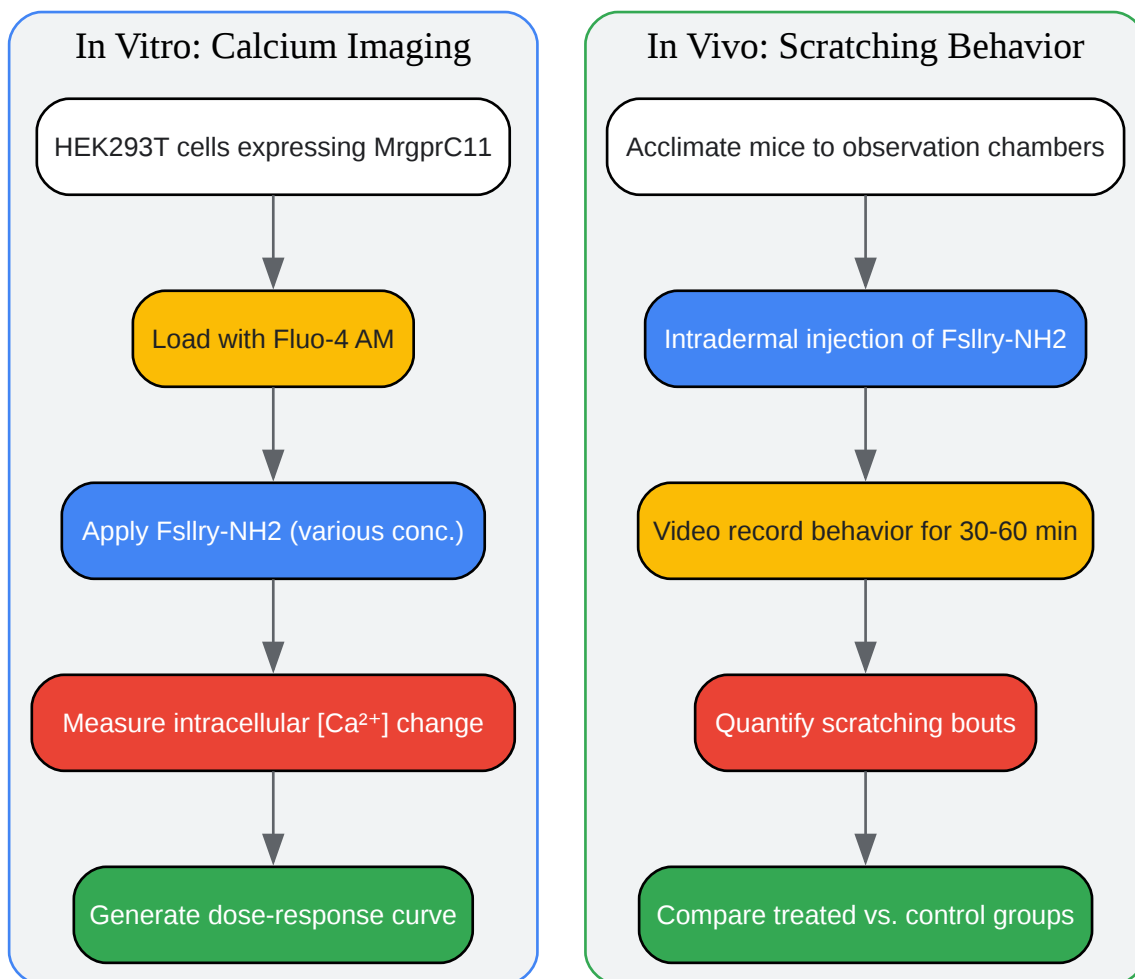 In Vitro: Calcium Imaging
HEK293T cells expressing MrgprC11
Load with Fluo-4 AM
Apply Fsllry-NH2 (various conc.)
Measure intracellular [Ca²⁺] change
Generate dose-response curve
In Vivo: Scratching Behavior
Acclimate mice to observation chambers
Intradermal injection of Fsllry-NH2
Video record behavior for 30-60 min
Quantify scratching bouts
Compare treated vs. control groups